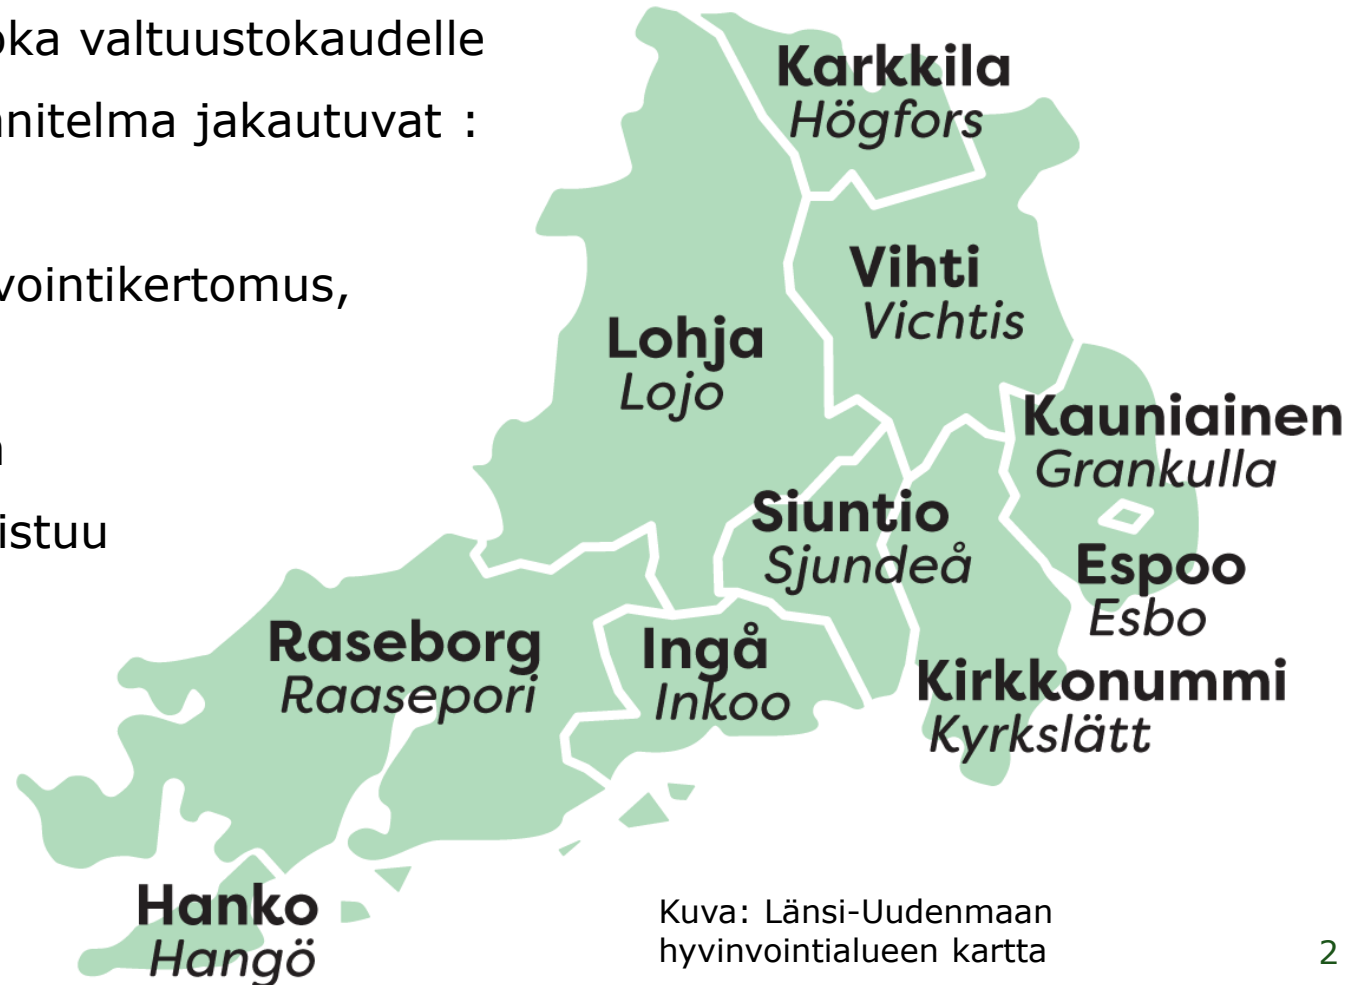 oka valtuustokaudelle
nitelma jakautuvat :
vointikertomus,
istuu
Karkkila
Högfors
Vihti
Vichtis
Lohja
Lojo
Kauniainen
Grankulla
Siuntio
Sjundeå
Espoo
Esbo
Raseborg
Raasepori
Ingå
Inkoo
Kirkkonummi
Kyrkslätt
Hanko
Hangö
Kuva: Länsi-Uudenmaan
hyvinvointialueen kartta
2